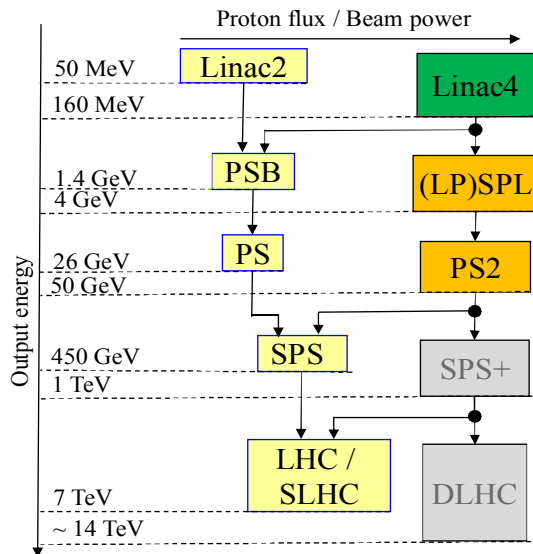 Proton flux / Beam power
Linac2
Linac4
50 MeV
160 MeV
PSB
(LP)SPL
1.4 GeV
4 GeV
PS
PS2
26 GeV
50 GeV
Output energy
SPS
SPS+
450 GeV
1 TeV
LHC /
SLHC
DLHC
7 TeV
~ 14 TeV